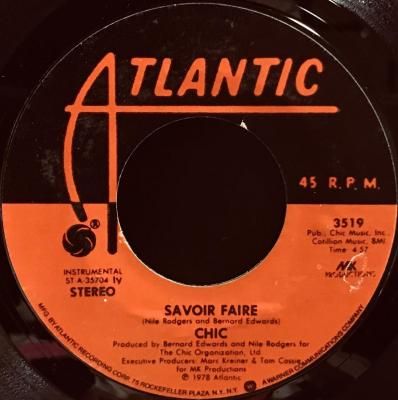 ATLANTIC
®
45 R.P.M.
3519
Pub., Chic Music, Inc.
Cotillion Music, BMI
Time: 4:57
MK
PRODUCTIONS
INSTRUMENTAL
ST-A-35704
STEREO
SAVOIR FAIRE
(Nile Rodgers and Bernard Edwards)
CHIC
Produced by Bernard Edwards and Nile Rodgers for
The Chic Organization, Ltd.
Executive Producers: Marc Kreiner & Tom Cossie
for MK Productions
℗ 1978 Atlantic
MFG. BY ATLANTIC RECORDING CORP., 75 ROCKEFELLER PLAZA, N.Y., N.Y. A WARNER COMMUNICATIONS COMPANY